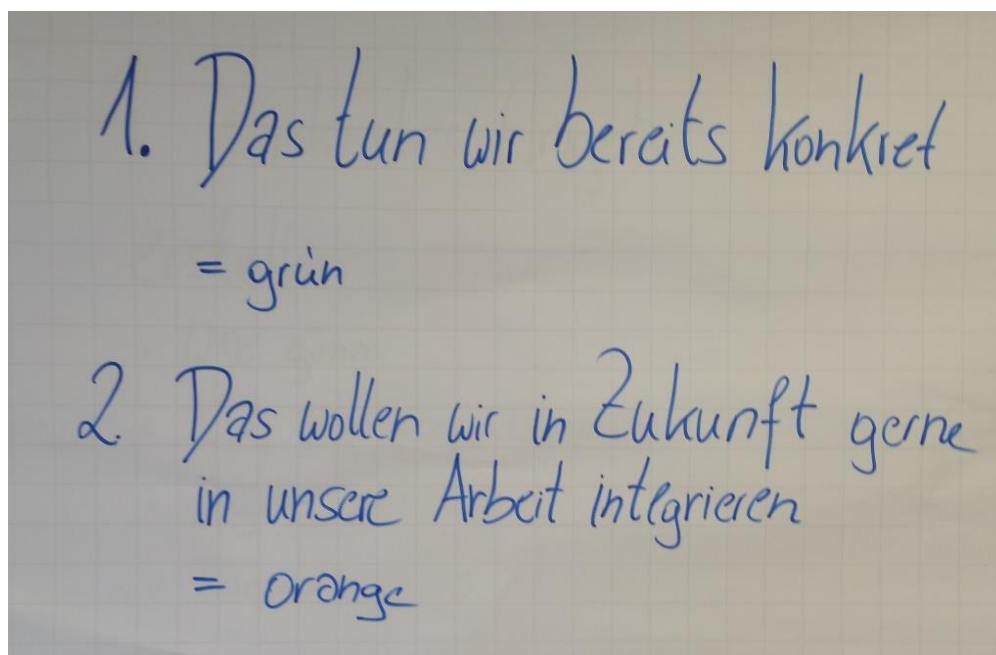 1. Das tun wir bereits konkret
= grün
2. Das wollen wir in Zukunft gerne
in unsere Arbeit integrieren
= orange